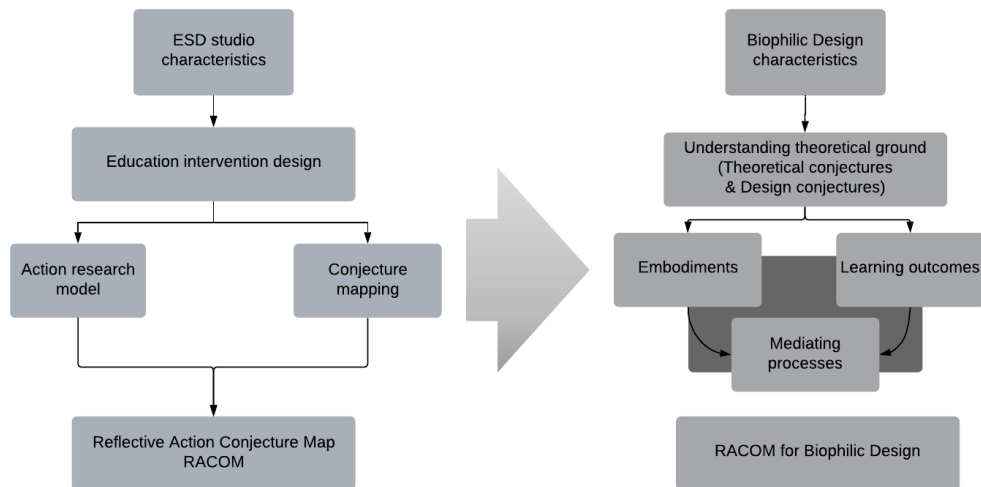 ESD studio
characteristics
Education intervention design
Action research
model
Conjecture
mapping
Reflective Action Conjecture Map
RACOM
Biophilic Design
characteristics
Understanding theoretical ground
(Theoretical conjectures
& Design conjectures)
Embodiments
Learning outcomes
Mediating
processes
RACOM for Biophilic Design